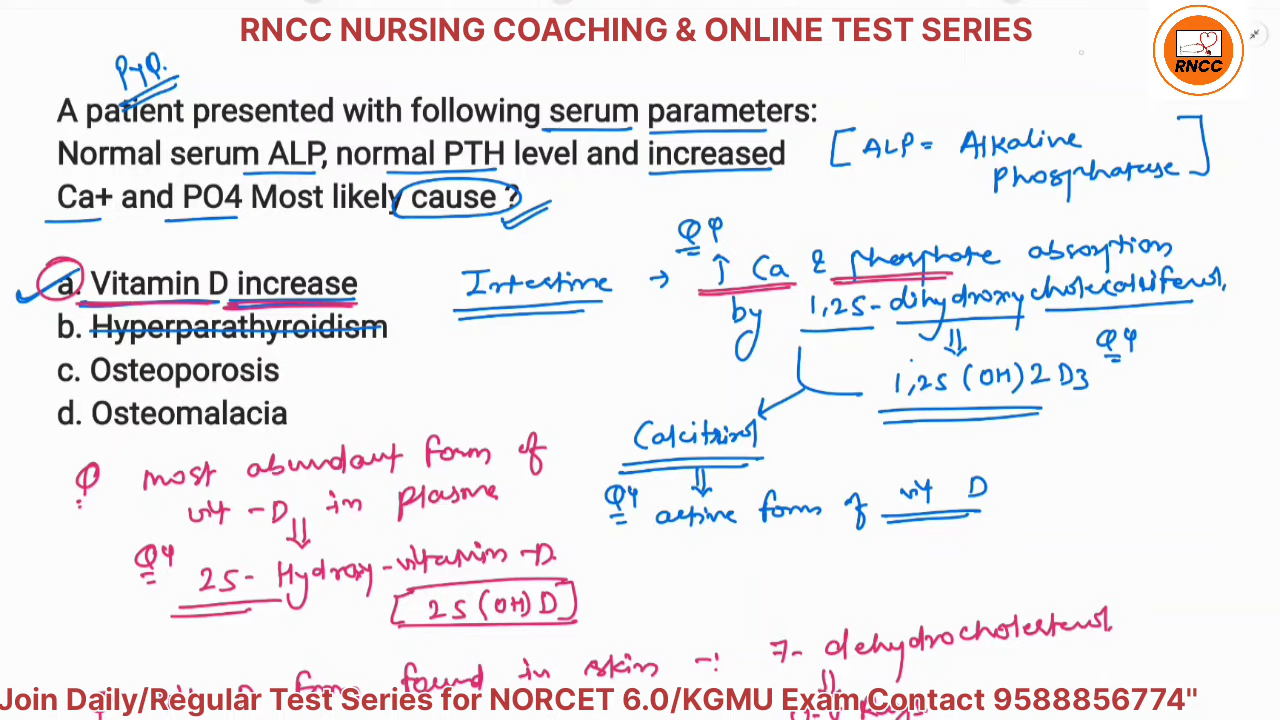 RNCC NURSING COACHING & ONLINE TEST SERIES
RNCC
PYQ.
A patient presented with following serum parameters:
Normal serum ALP, normal PTH level and increased
Ca+ and PO4 Most likely cause ?
[ALP = Alkaline
Phosphatase]
a. Vitamin D increase
b. Hyperparathyroidism
c. Osteoporosis
d. Osteomalacia
Intestine → ↑ Ca & phosphate absorption
by 1,25-dihydroxy cholecalciferol.
⇓
1,25 (OH)2 D3
Calcitriol
⇓
active form of vit D
Q most abundant form of
vit-D in plasma
⇓
25-Hydroxy-vitamin-D.
[25(OH)D]
form found in skin -: 7-dehydrocholesterol
⇓
Join Daily/Regular Test Series for NORCET 6.0/KGMU Exam Contact 9588856774"